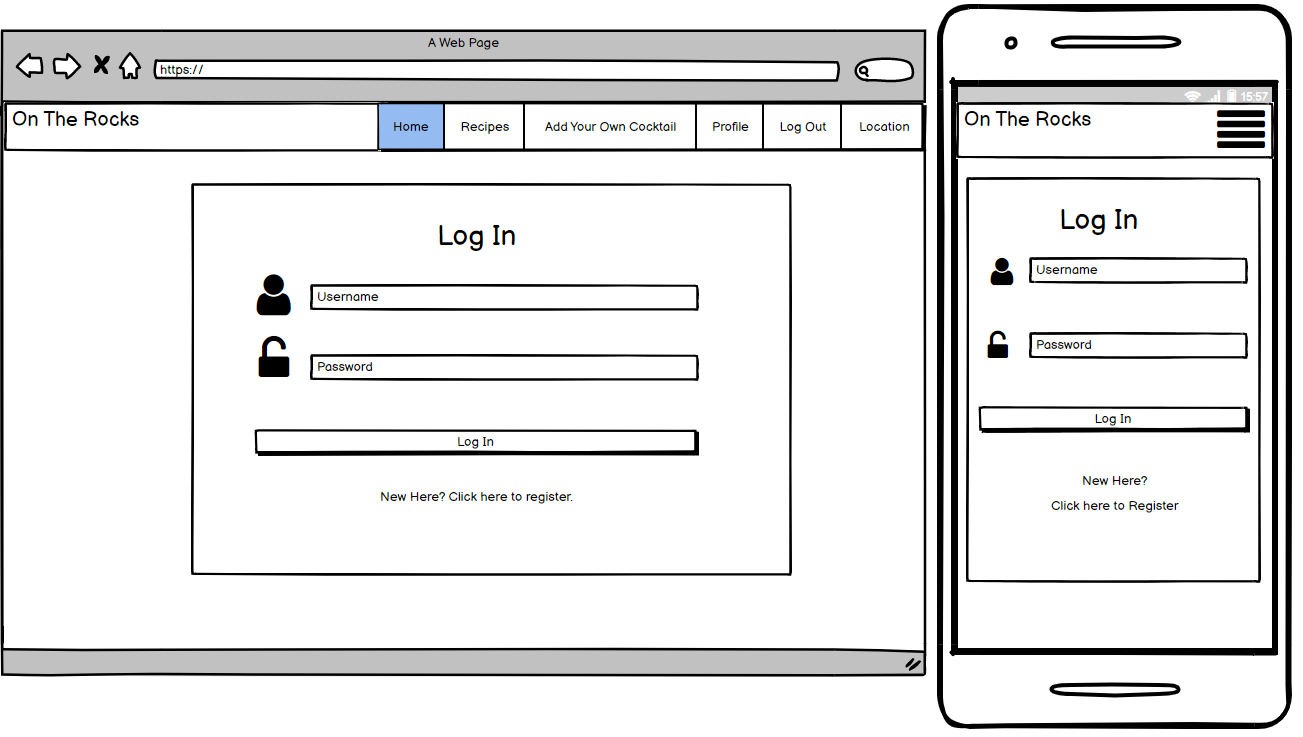 A Web Page
https://
On The Rocks
Home
Recipes
Add Your Own Cocktail
Profile
Log Out
Location
Log In
Username
Password
Log In
New Here? Click here to register.
15:57
On The Rocks
Log In
Username
Password
Log In
New Here?
Click here to Register